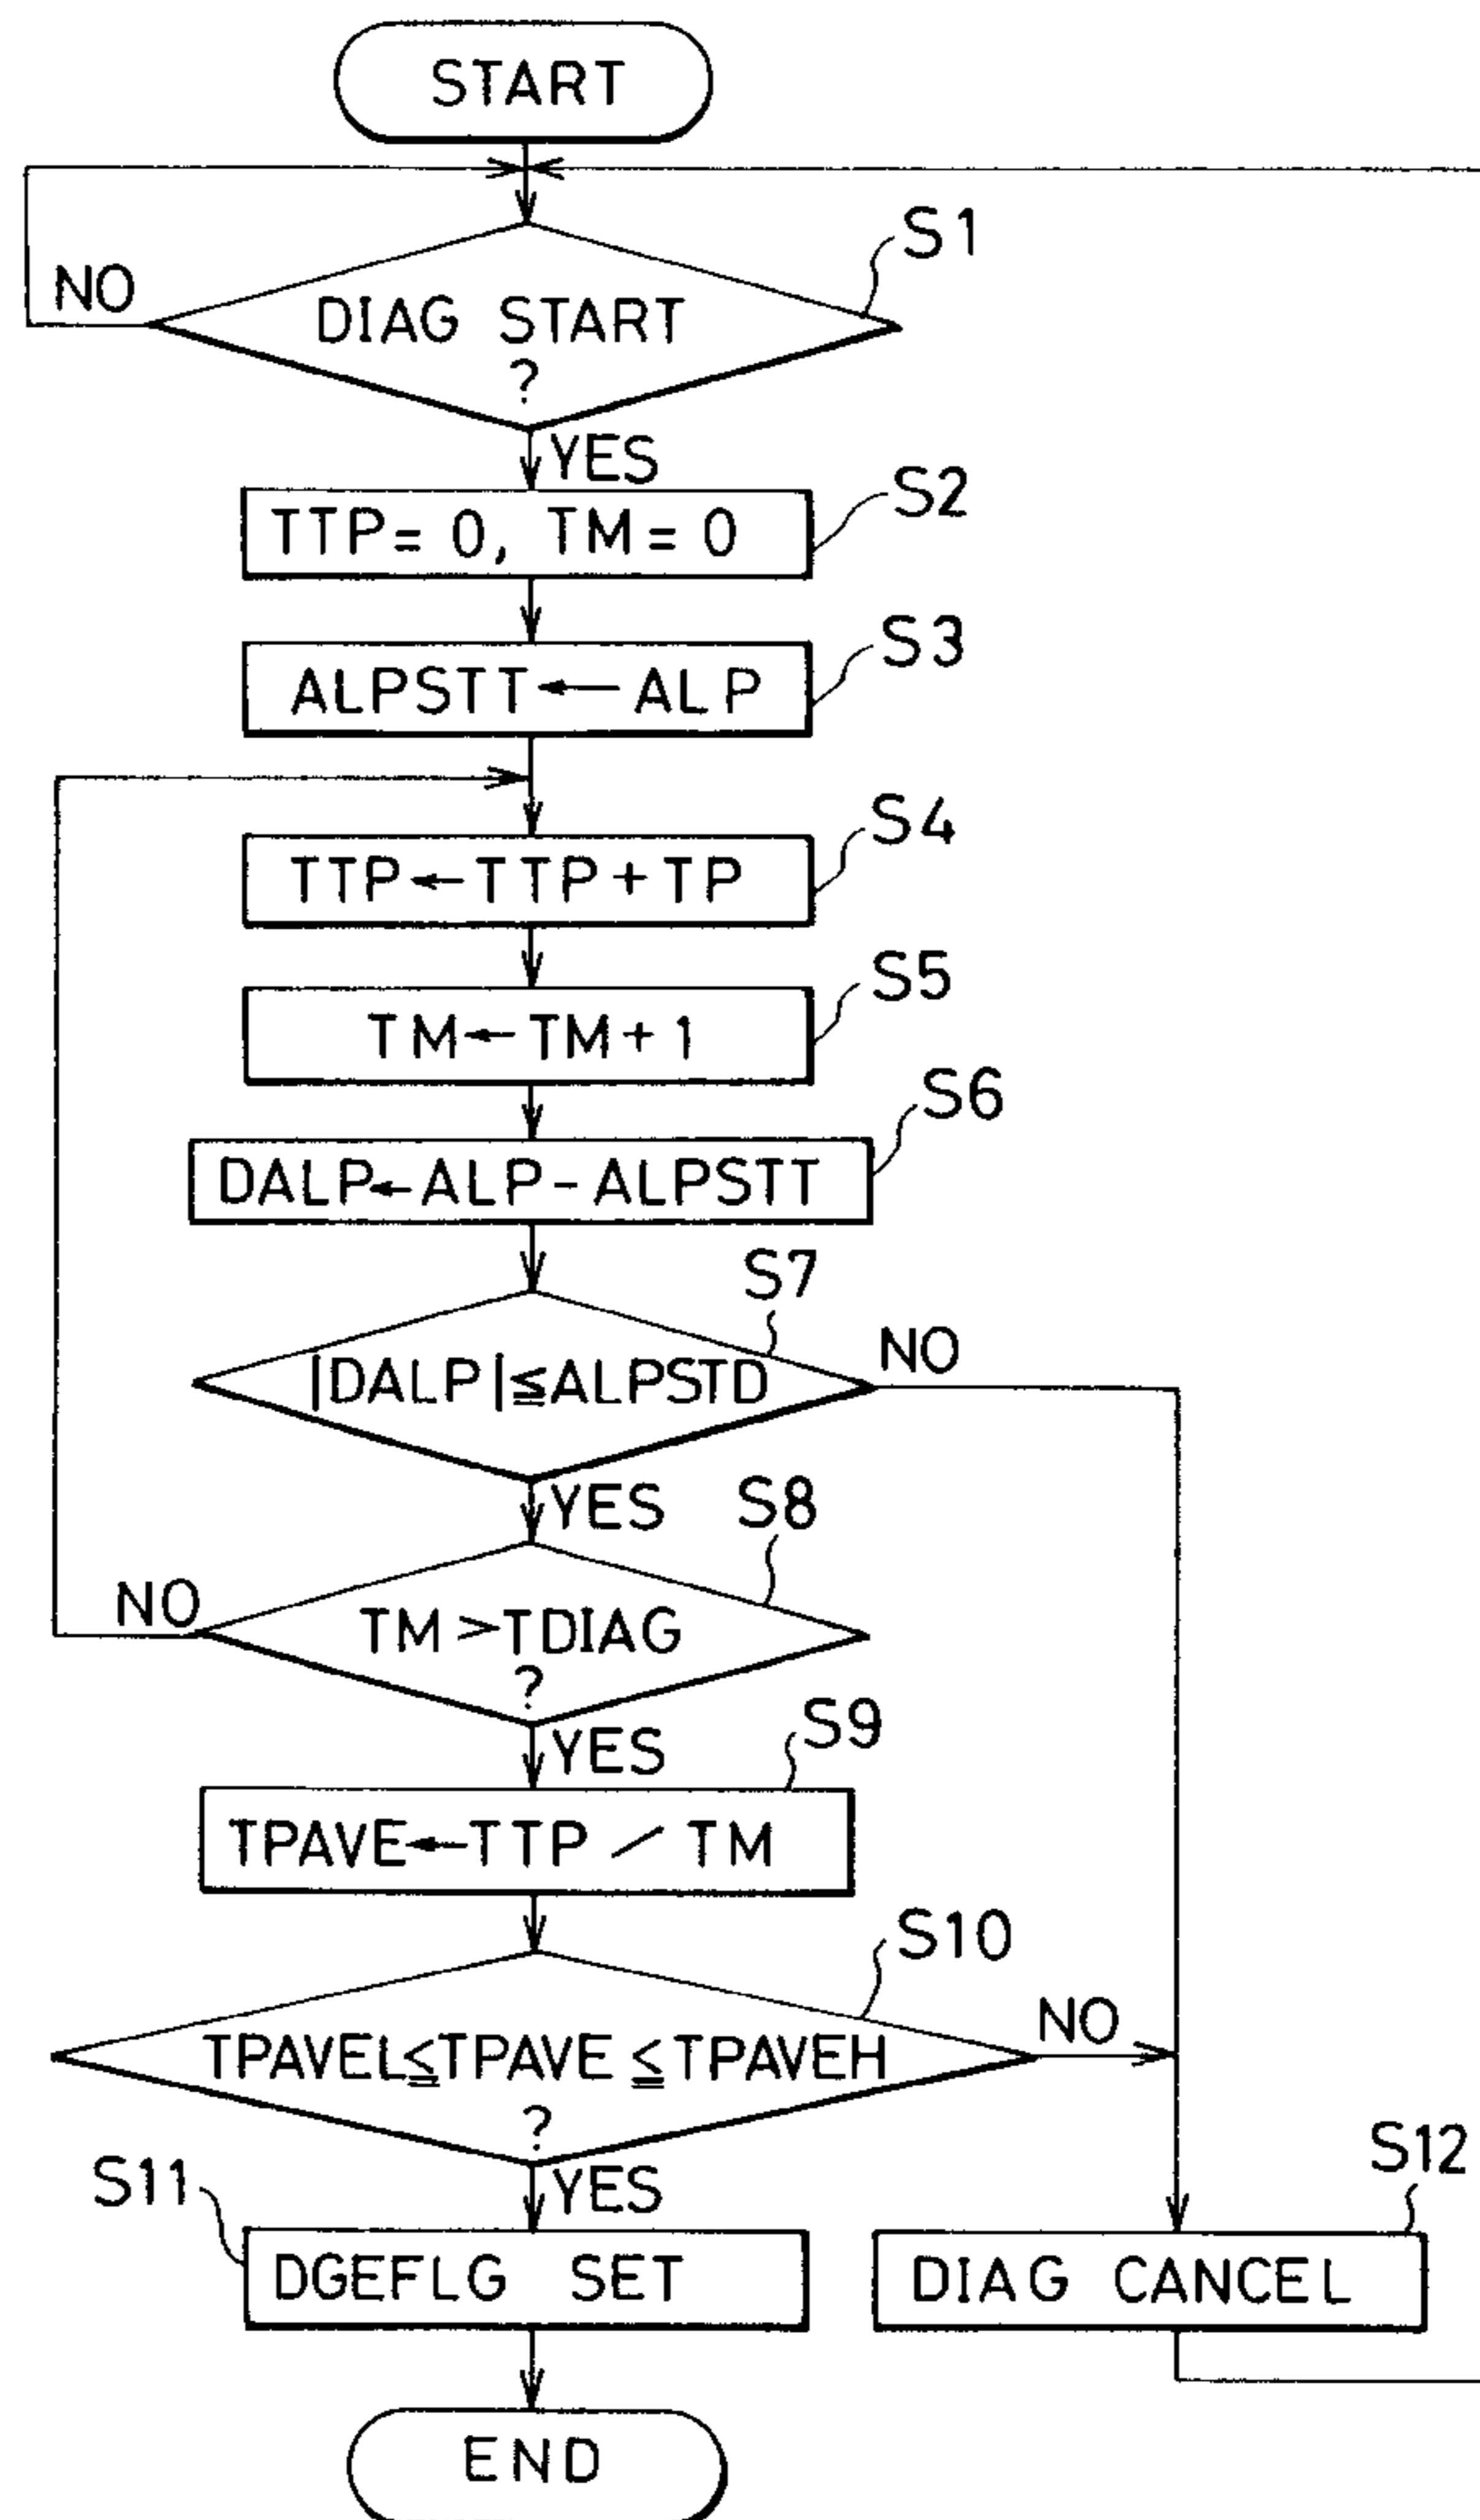 START
S1
NO
DIAG START
?
YES
S2
TTP = 0, TM = 0
S3
ALPSTT ← ALP
S4
TTP ← TTP + TP
S5
TM ← TM + 1
S6
DALP ← ALP - ALPSTT
S7
NO
|DALP| ≦ ALPSTD
YES
S8
NO
TM > TDIAG
?
YES
S9
TPAVE ← TTP / TM
S10
NO
TPAVEL ≦ TPAVE ≦ TPAVEH
?
S12
S11
YES
DGEFLG SET
DIAG CANCEL
END